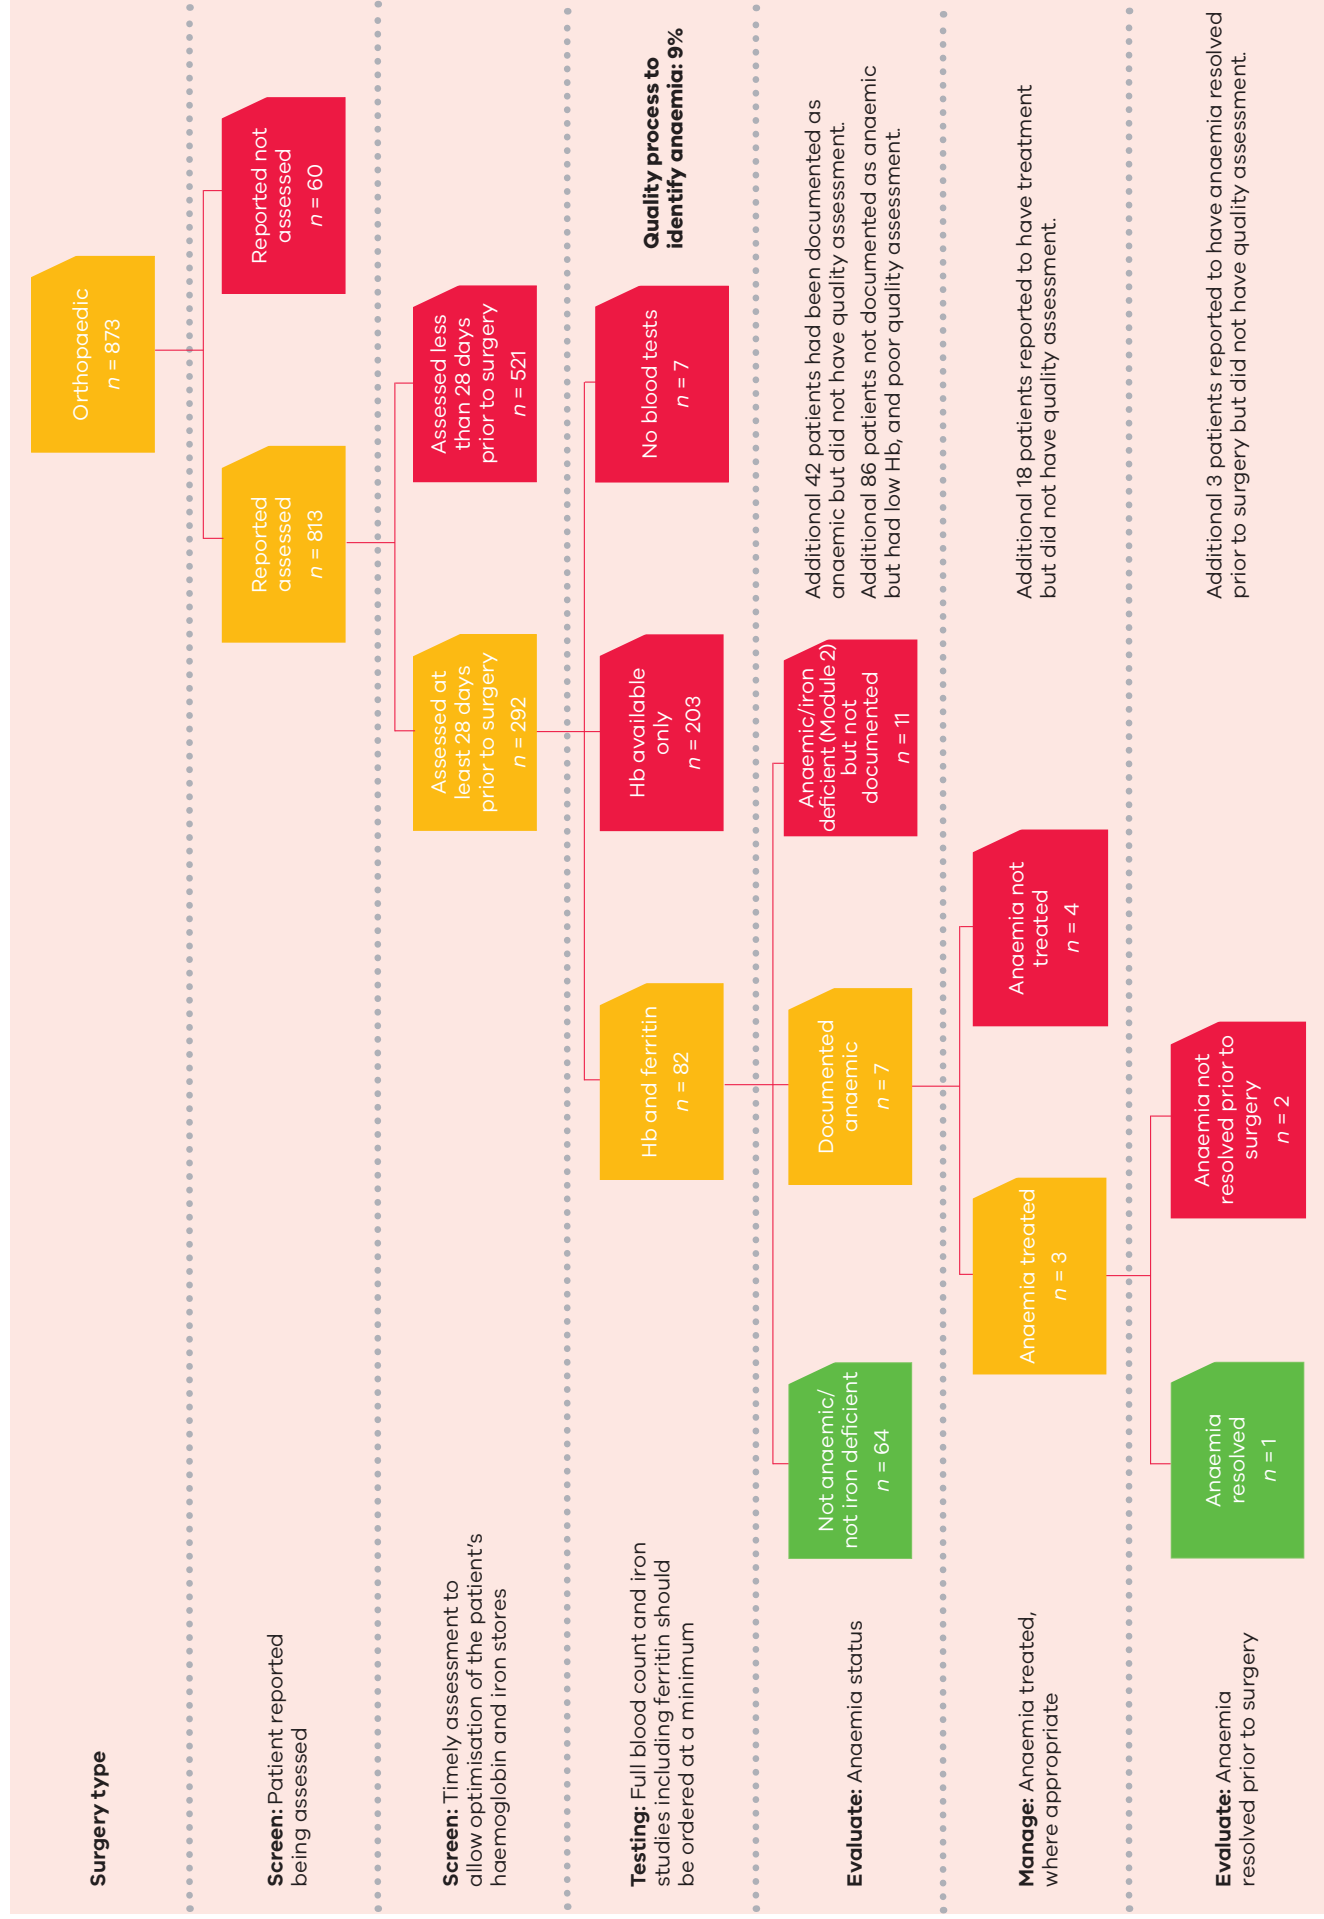 Surgery type
Orthopaedic
n = 873
Screen: Patient reported
being assessed
Reported
assessed
n = 813
Reported not
assessed
n = 60
Screen: Timely assessment to
allow optimisation of the patient’s
haemoglobin and iron stores
Assessed at
least 28 days
prior to surgery
n = 292
Assessed less
than 28 days
prior to surgery
n = 521
Testing: Full blood count and iron
studies including ferritin should
be ordered at a minimum
Hb and ferritin
n = 82
Hb available
only
n = 203
No blood tests
n = 7
Quality process to
identify anaemia: 9%
Evaluate: Anaemia status
Not anaemic/
not iron deficient
n = 64
Documented
anaemic
n = 7
Anaemic/iron
deficient (Module 2)
but not
documented
n = 11
Additional 42 patients had been documented as
anaemic but did not have quality assessment.
Additional 86 patients not documented as anaemic
but had low Hb, and poor quality assessment.
Manage: Anaemia treated,
where appropriate
Anaemia treated
n = 3
Anaemia not
treated
n = 4
Additional 18 patients reported to have treatment
but did not have quality assessment.
Evaluate: Anaemia
resolved prior to surgery
Anaemia
resolved
n = 1
Anaemia not
resolved prior to
surgery
n = 2
Additional 3 patients reported to have anaemia resolved
prior to surgery but did not have quality assessment.